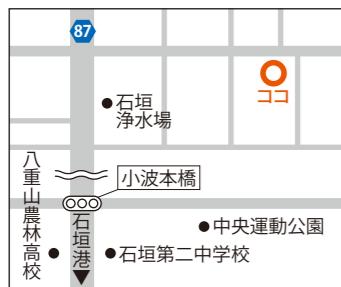 87
ココ
石垣
浄水場
小波本橋
八重山農林高校
石垣港
中央運動公園
石垣第二中学校